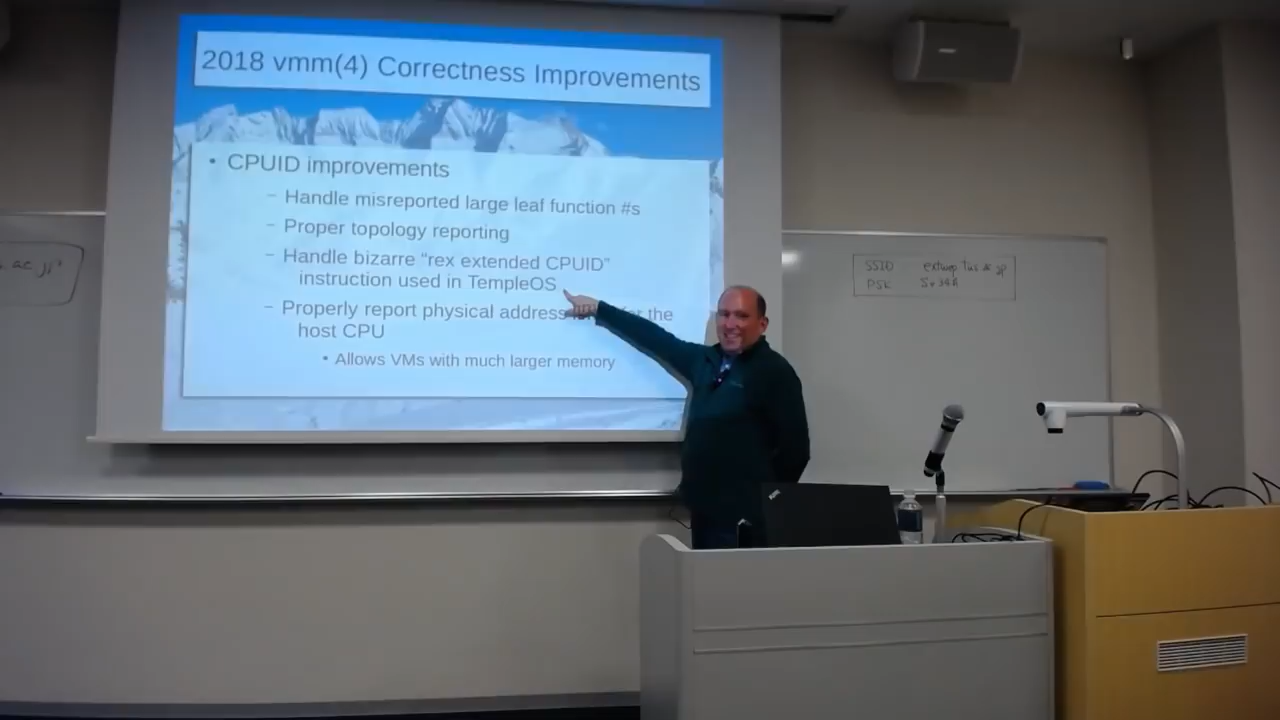 2018 vmm(4) Correctness Improvements
• CPUID improvements
– Handle misreported large leaf function #s
– Proper topology reporting
– Handle bizarre “rex extended CPUID”
instruction used in TempleOS
– Properly report physical address the
host CPU
• Allows VMs with much larger memory
SSID
PSK